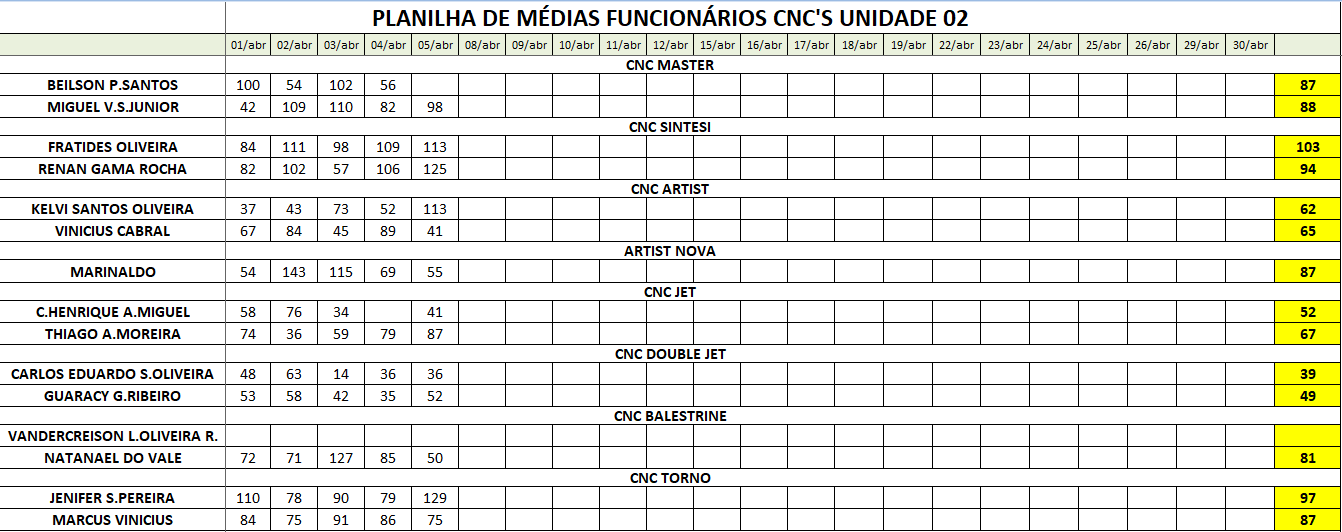 PLANILHA DE MÉDIAS FUNCIONÁRIOS CNC'S UNIDADE 02
01/abr 02/abr 03/abr 04/abr 05/abr 08/abr 09/abr 10/abr 11/abr 12/abr 15/abr 16/abr 17/abr 18/abr 19/abr 22/abr 23/abr 24/abr 25/abr 26/abr 29/abr 30/abr
CNC MASTER
BEILSON P.SANTOS 100 54 102 56 87
MIGUEL V.S.JUNIOR 42 109 110 82 98 88
CNC SINTESI
FRATIDES OLIVEIRA 84 111 98 109 113 103
RENAN GAMA ROCHA 82 102 57 106 125 94
CNC ARTIST
KELVI SANTOS OLIVEIRA 37 43 73 52 113 62
VINICIUS CABRAL 67 84 45 89 41 65
ARTIST NOVA
MARINALDO 54 143 115 69 55 87
CNC JET
C.HENRIQUE A.MIGUEL 58 76 34 41 52
THIAGO A.MOREIRA 74 36 59 79 87 67
CNC DOUBLE JET
CARLOS EDUARDO S.OLIVEIRA 48 63 14 36 36 39
GUARACY G.RIBEIRO 53 58 42 35 52 49
CNC BALESTRINE
VANDERCREISON L.OLIVEIRA R.
NATANAEL DO VALE 72 71 127 85 50 81
CNC TORNO
JENIFER S.PEREIRA 110 78 90 79 129 97
MARCUS VINICIUS 84 75 91 86 75 87